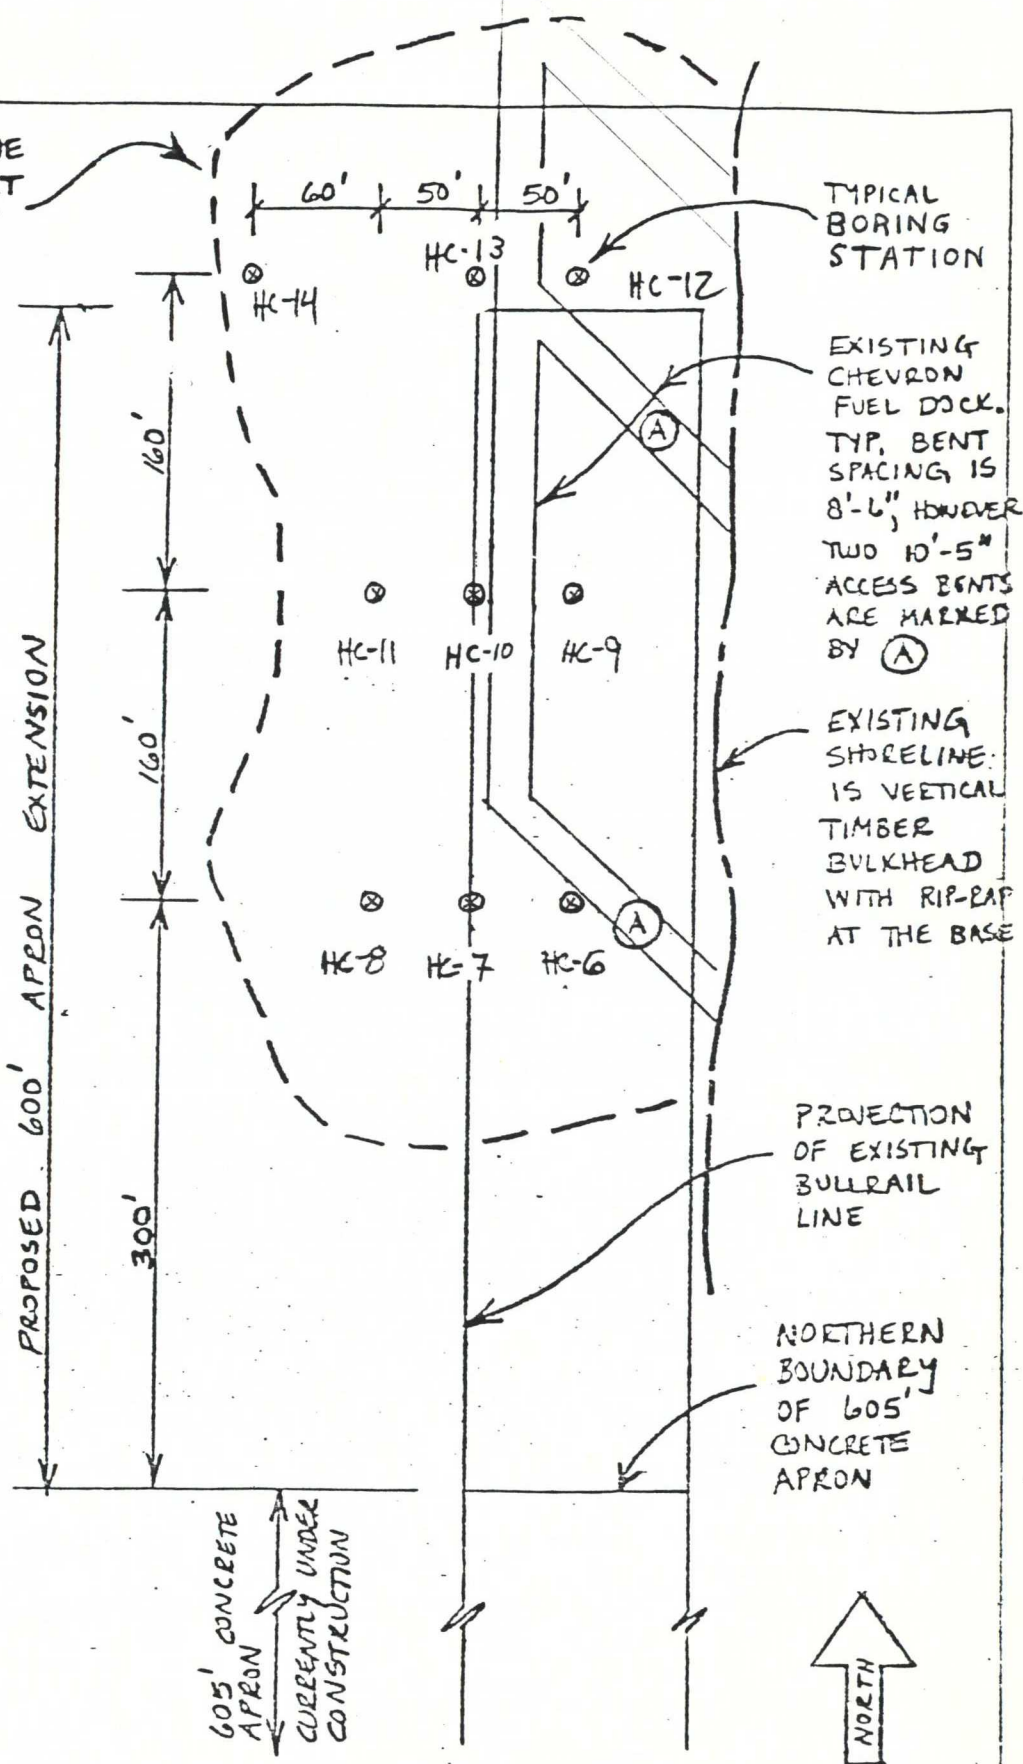 60'
50'
50'
TYPICAL
BORING
STATION
HC-13
HC-12
HC-14
EXISTING
CHEVRON
FUEL DOCK.
TYP. BENT
SPACING IS
8'-6", HOWEVER
TWO 10'-5"
ACCESS BENTS
ARE MARKED
BY (A)
A
160'
HC-11
HC-10
HC-9
EXISTING
SHORELINE
IS VERTICAL
TIMBER
BULKHEAD
WITH RIP-RAP
AT THE BASE
160'
A
HC-8
HC-7
HC-6
PROPOSED 600' APRON EXTENSION
300'
PROJECTION
OF EXISTING
BULLRAIL
LINE
NORTHERN
BOUNDARY
OF 605'
CONCRETE
APRON
605' CONCRETE
APRON
CURRENTLY UNDER
CONSTRUCTION
NORTH